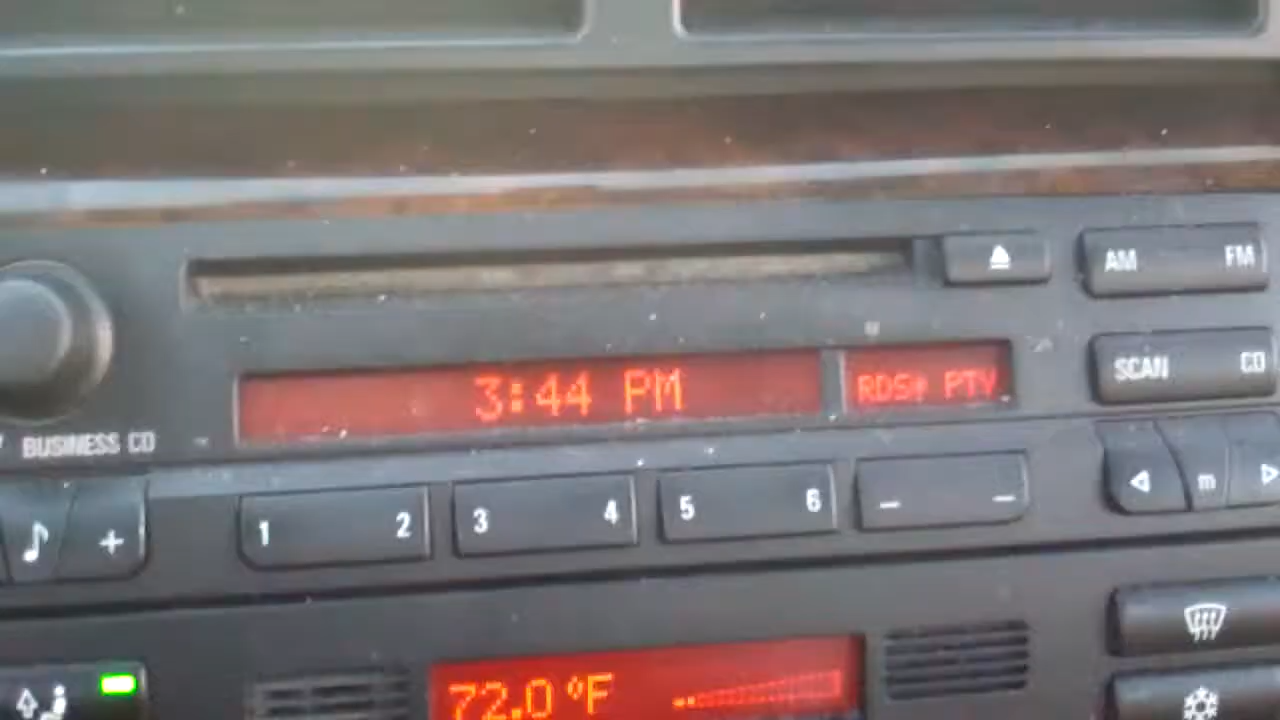 AM FM
SCAN CD
3:44 PM RDS PTY
BUSINESS CD
m
1 2 3 4 5 6
+
72.0 °F